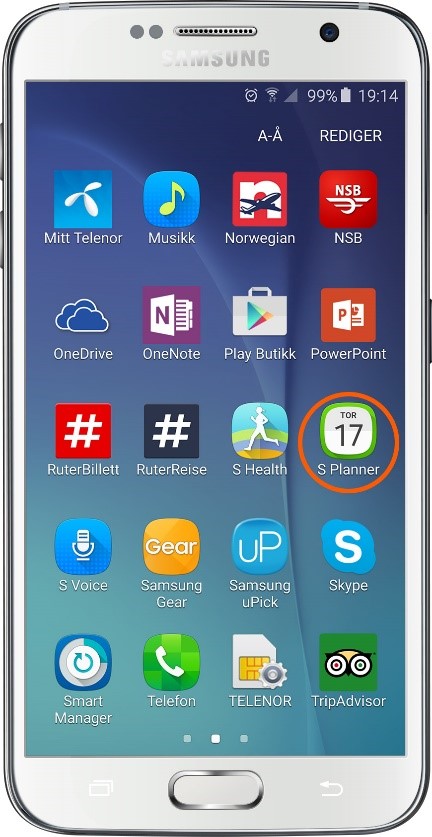 SAMSUNG
99% 19:14
A-Å REDIGER
NSB
Mitt Telenor Musikk Norwegian NSB
N P
OneDrive OneNote Play Butikk PowerPoint
# # TOR
17
RuterBillett RuterReise S Health S Planner
Gear uP S
S Voice Samsung Gear Samsung uPick Skype
Smart Manager Telefon TELENOR TripAdvisor